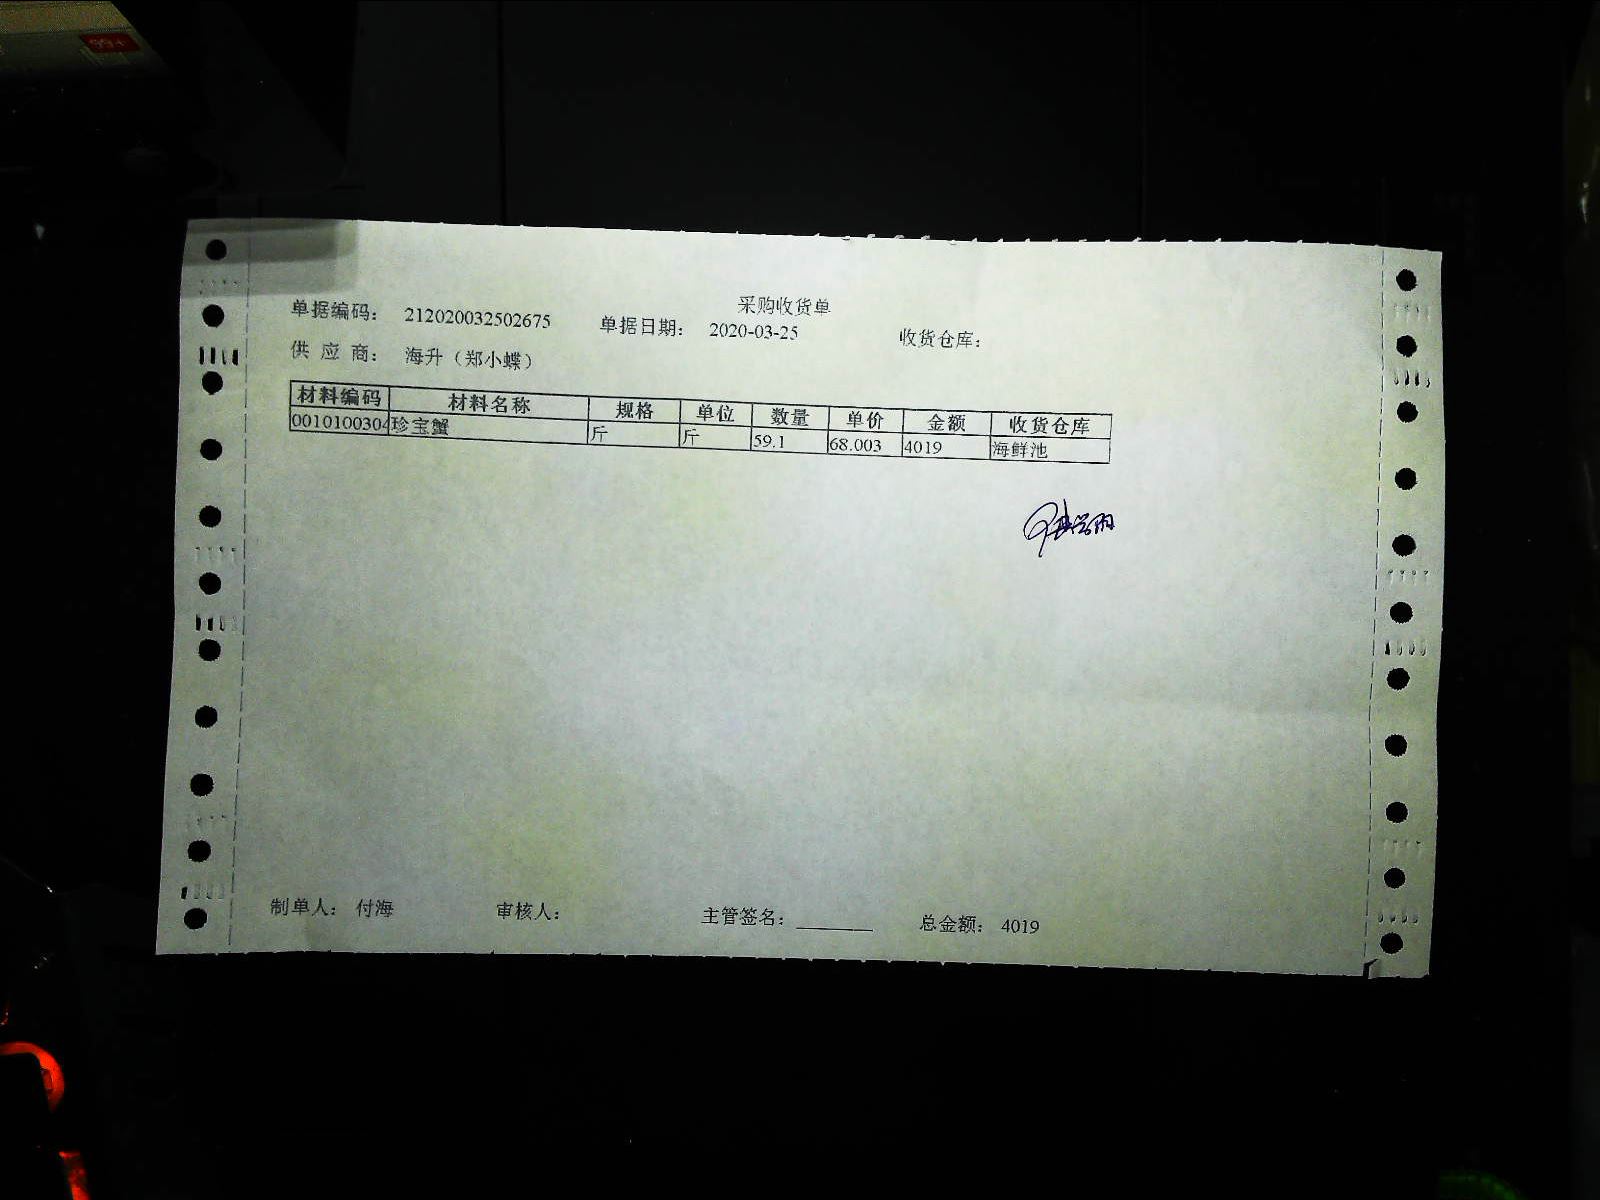 99+
采购收货单
单据编码： 212020032502675 单据日期： 2020-03-25 收货仓库：
供 应 商： 海升（郑小蝶）
材料编码 材料名称 规格 单位 数量 单价 金额 收货仓库
0010100304 珍宝蟹 斤 斤 59.1 68.003 4019 海鲜池
制单人： 付海 审核人： 主管签名：________ 总金额： 4019